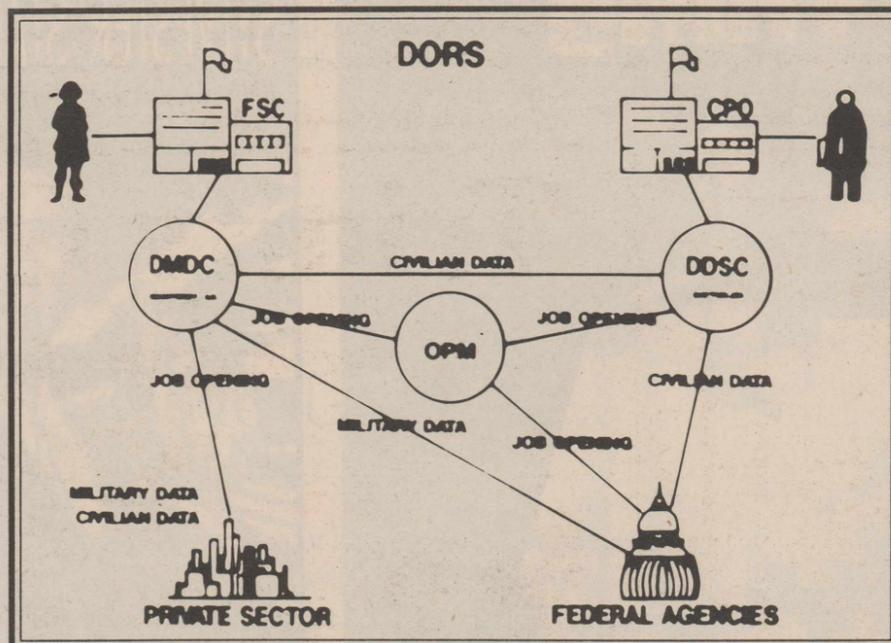 DORS
FSC
CPO
DMDC
CIVILIAN DATA
DDSC
JOB OPENING
OPM
JOB OPENING
JOB OPENING
CIVILIAN DATA
MILITARY DATA
JOB OPENING
MILITARY DATA
CIVILIAN DATA
PRIVATE SECTOR
FEDERAL AGENCIES